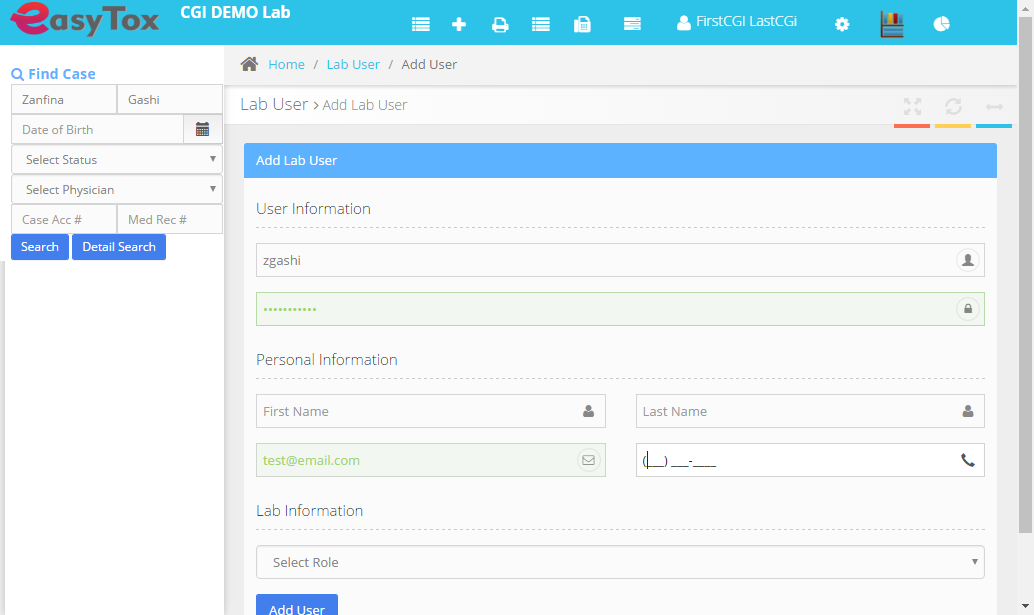 easyTox
CGI DEMO Lab
FirstCGI LastCGi
Find Case
Zanfina
Gashi
Date of Birth
Select Status
Select Physician
Case Acc #
Med Rec #
Search
Detail Search
Home / Lab User / Add User
Lab User > Add Lab User
Add Lab User
User Information
zgashi
•••••••••••
Personal Information
First Name
Last Name
test@email.com
(___) ___-____
Lab Information
Select Role
Add User